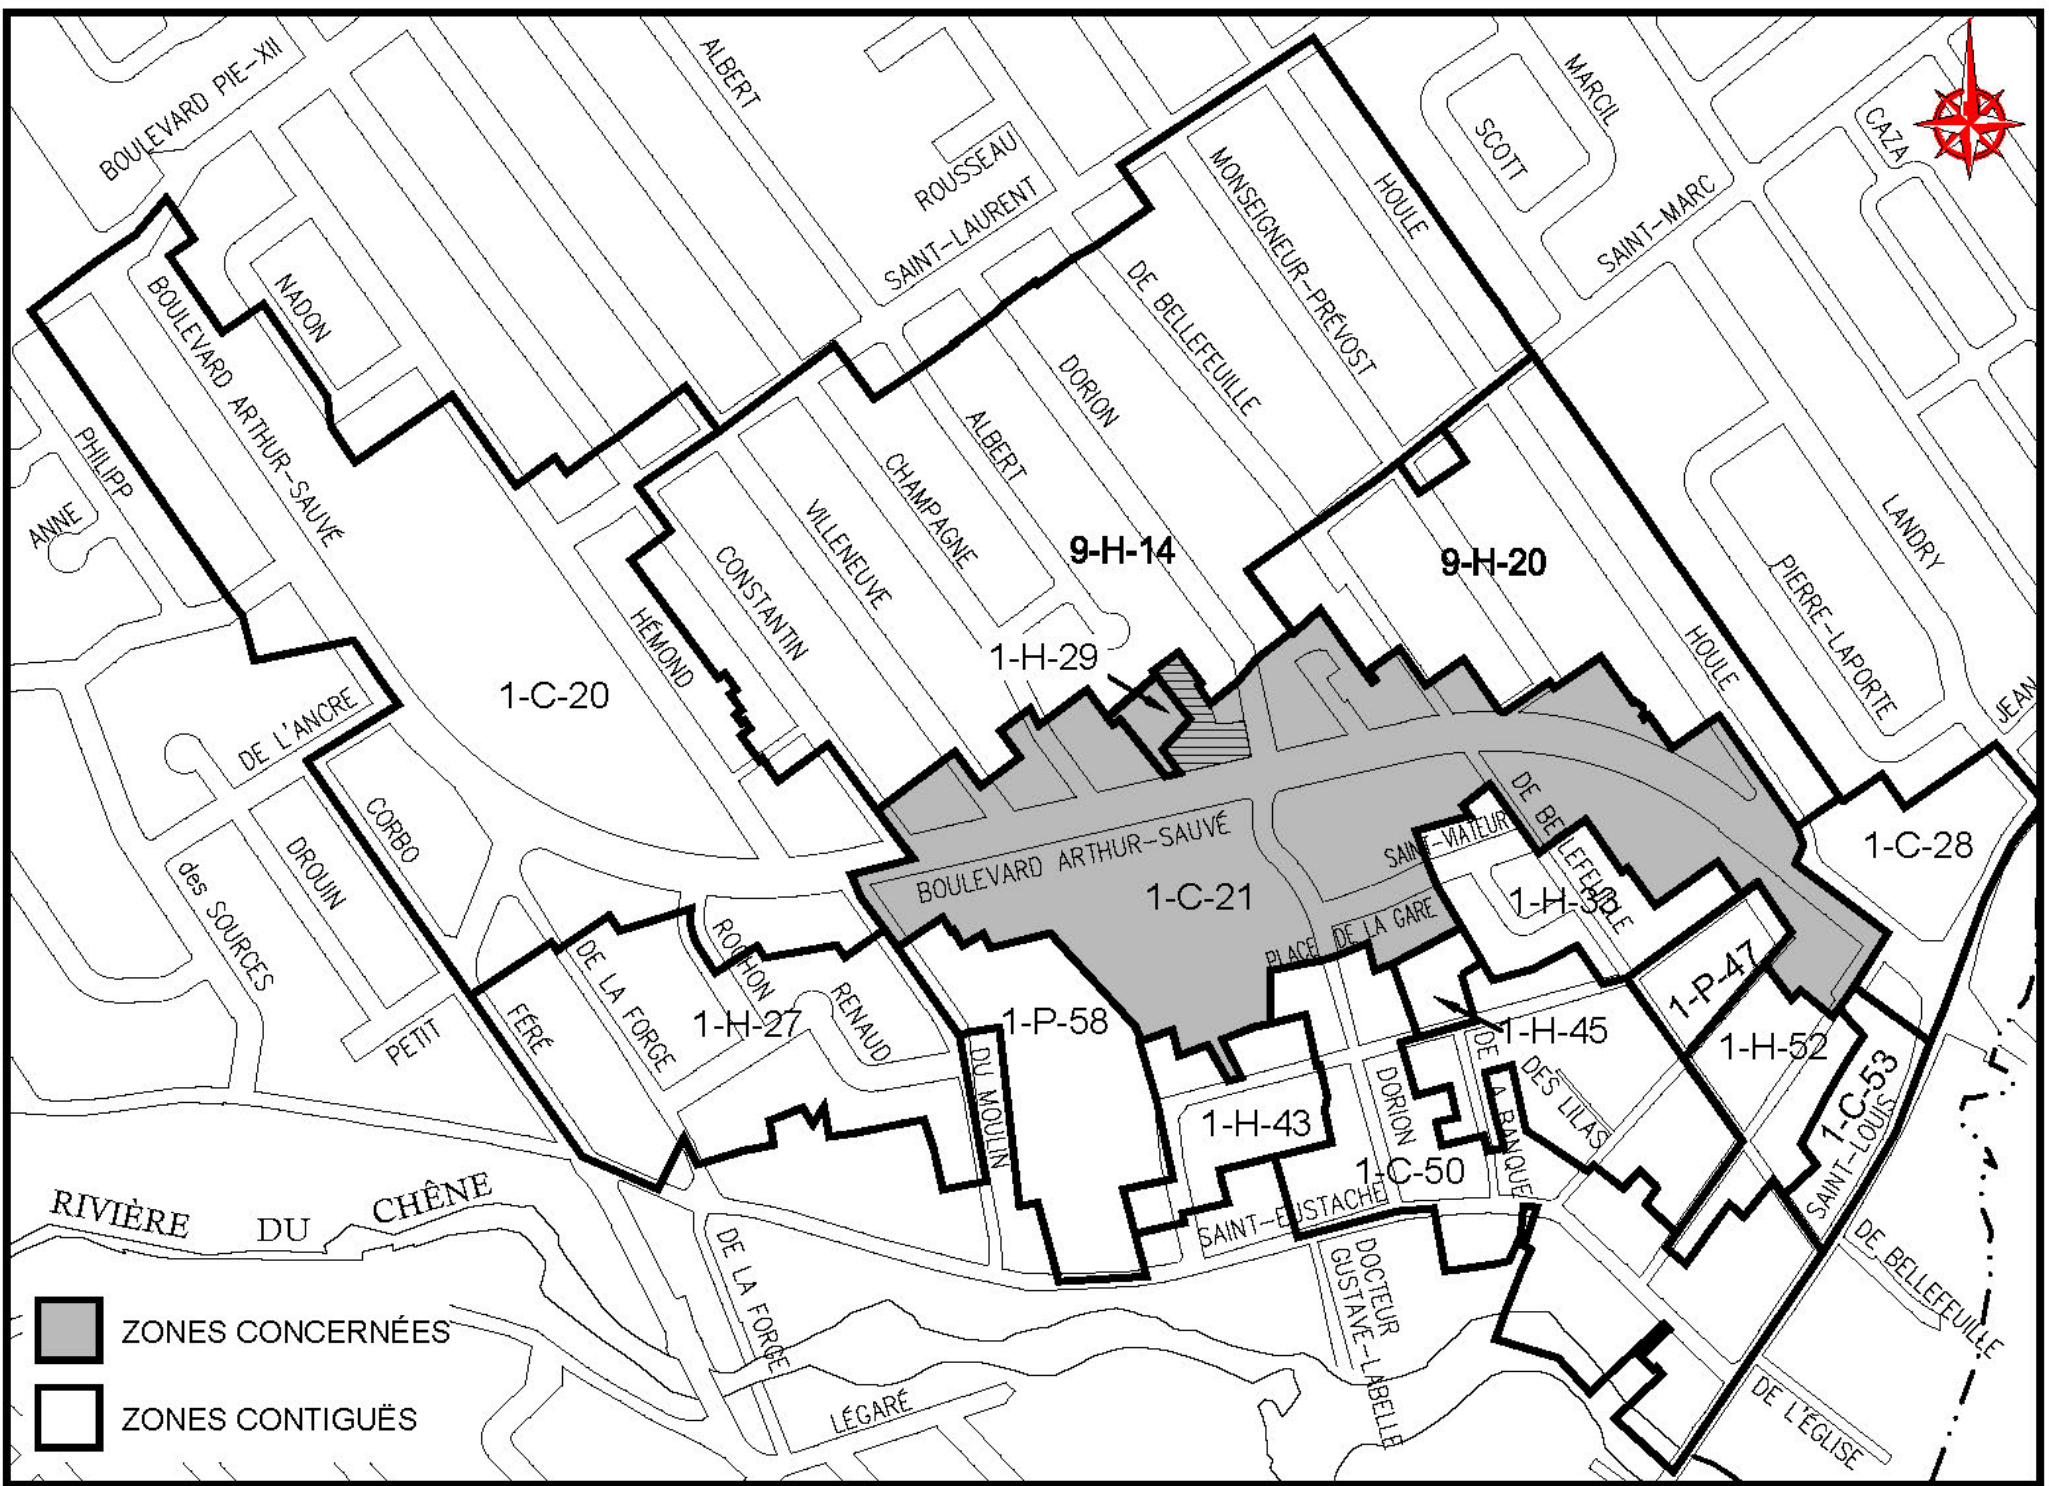 BOULEVARD PIE-XII
ALBERT
ROUSSEAU
SAINT-LAURENT
MARCIL
SCOTT
CAZA
SAINT-MARC
MONSEIGNEUR-PRÉVOST
HOULE
NADON
BOULEVARD ARTHUR-SAUVÉ
DE BELLEFEUILLE
DORION
ALBERT
CHAMPAGNE
VILLENEUVE
CONSTANTIN
HÉMOND
PHILIPP
ANNE
9-H-14
9-H-20
LANDRY
PIERRE-LAPORTE
HOULE
JEAN
1-H-29
1-C-20
DE L'ANCRE
CORBO
DROUIN
des SOURCES
BOULEVARD ARTHUR-SAUVÉ
1-C-21
SAINT-VIATEUR
DE BELLEFEUILLE
PLACE DE LA GARE
1-C-28
1-P-47
ROCHON
RENAUD
DE LA FORGE
FÉRÉ
PETIT
1-H-27
1-P-58
1-H-45
1-H-52
1-C-53
DU MOULIN
DORION
DE LA BANQUE
DES LILAS
1-H-43
1-C-50
SAINT-EUSTACHE
SAINT-LOUIS
RIVIÈRE DU CHÊNE
DE LA FORGE
DOCTEUR
GUSTAVE-LABELLE
DE BELLEFEUILLE
DE L'ÉGLISE
LÉGARÉ
ZONES CONCERNÉES
ZONES CONTIGUËS